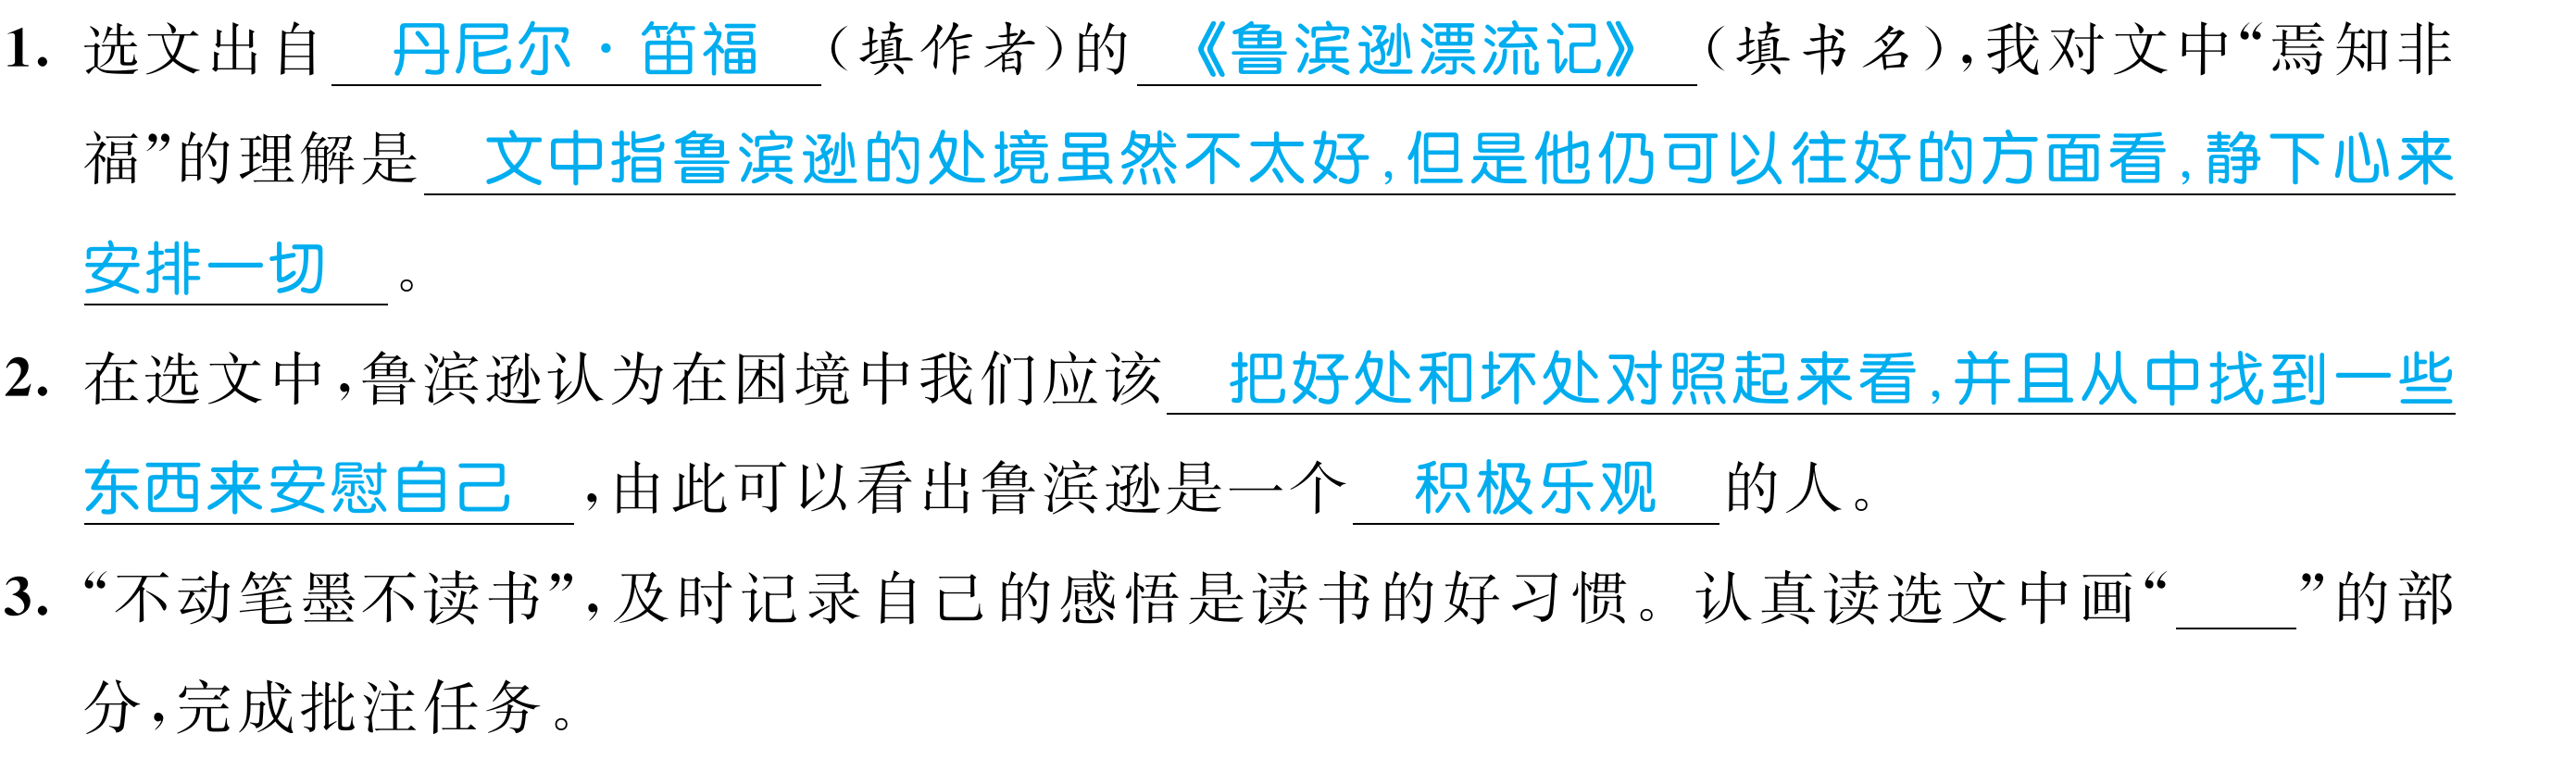 1. 选文出自 丹尼尔·笛福 （填作者）的 《鲁滨逊漂流记》 （填书名），我对文中“焉知非
福”的理解是 文中指鲁滨逊的处境虽然不太好，但是他仍可以往好的方面看，静下心来
安排一切 。
2. 在选文中，鲁滨逊认为在困境中我们应该 把好处和坏处对照起来看，并且从中找到一些
东西来安慰自己 ，由此可以看出鲁滨逊是一个 积极乐观 的人。
3. “不动笔墨不读书”，及时记录自己的感悟是读书的好习惯。认真读选文中画“____”的部
分，完成批注任务。